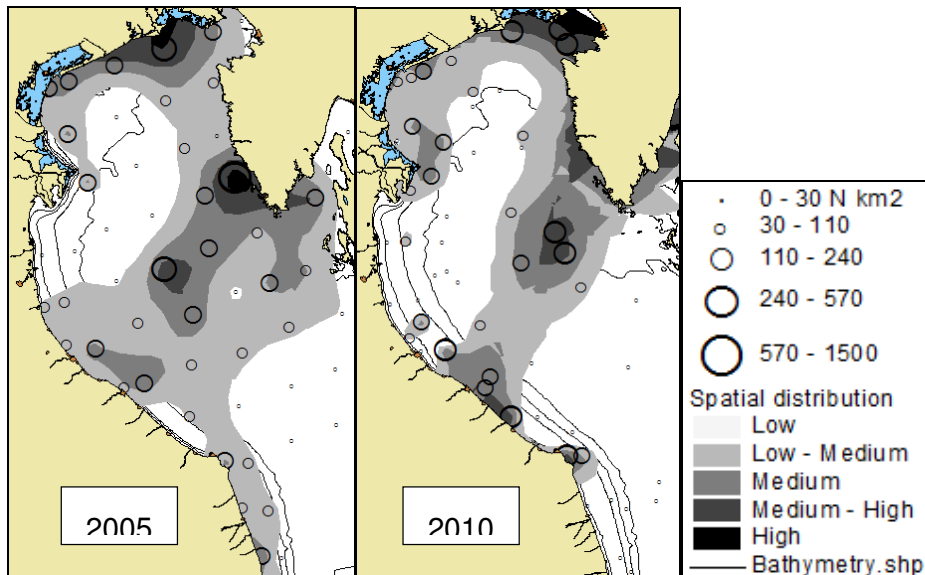 2005
2010
0 - 30 N km2
30 - 110
110 - 240
240 - 570
570 - 1500
Spatial distribution
Low
Low - Medium
Medium
Medium - High
High
Bathymetry.shp